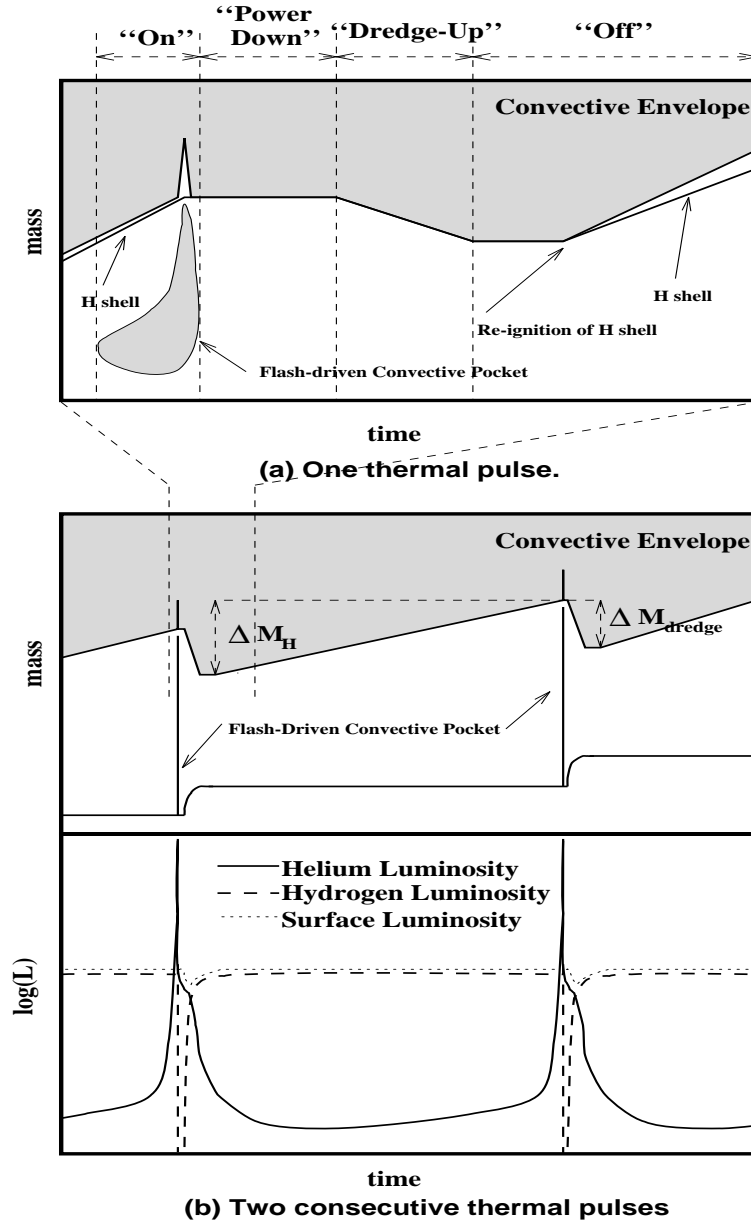 “On”
“Power
Down”
“Dredge-Up”
“Off”
Convective Envelope
mass
H shell
H shell
Re-ignition of H shell
Flash-driven Convective Pocket
time
(a) One thermal pulse.
Convective Envelope
mass
Δ M_H
Δ M_dredge
Flash-Driven Convective Pocket
log(L)
Helium Luminosity
Hydrogen Luminosity
Surface Luminosity
time
(b) Two consecutive thermal pulses